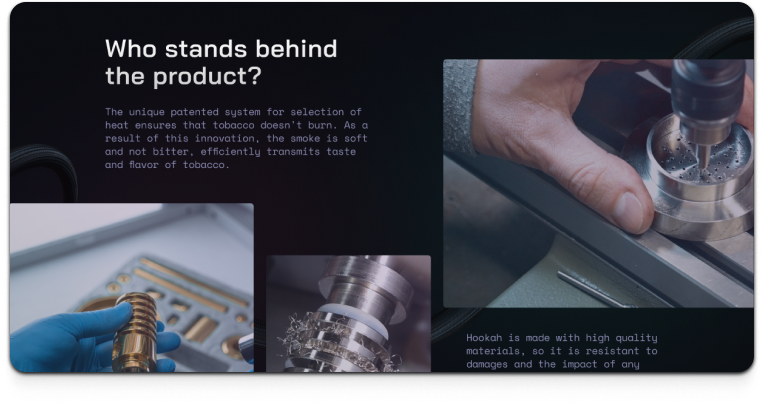 Who stands behind
the product?
The unique patented system for selection of
heat ensures that tobacco doesn't burn. As a
result of this innovation, the smoke is soft
and not bitter, efficiently transmits taste
and flavor of tobacco.
Hookah is made with high quality
materials, so it is resistant to
damages and the impact of any